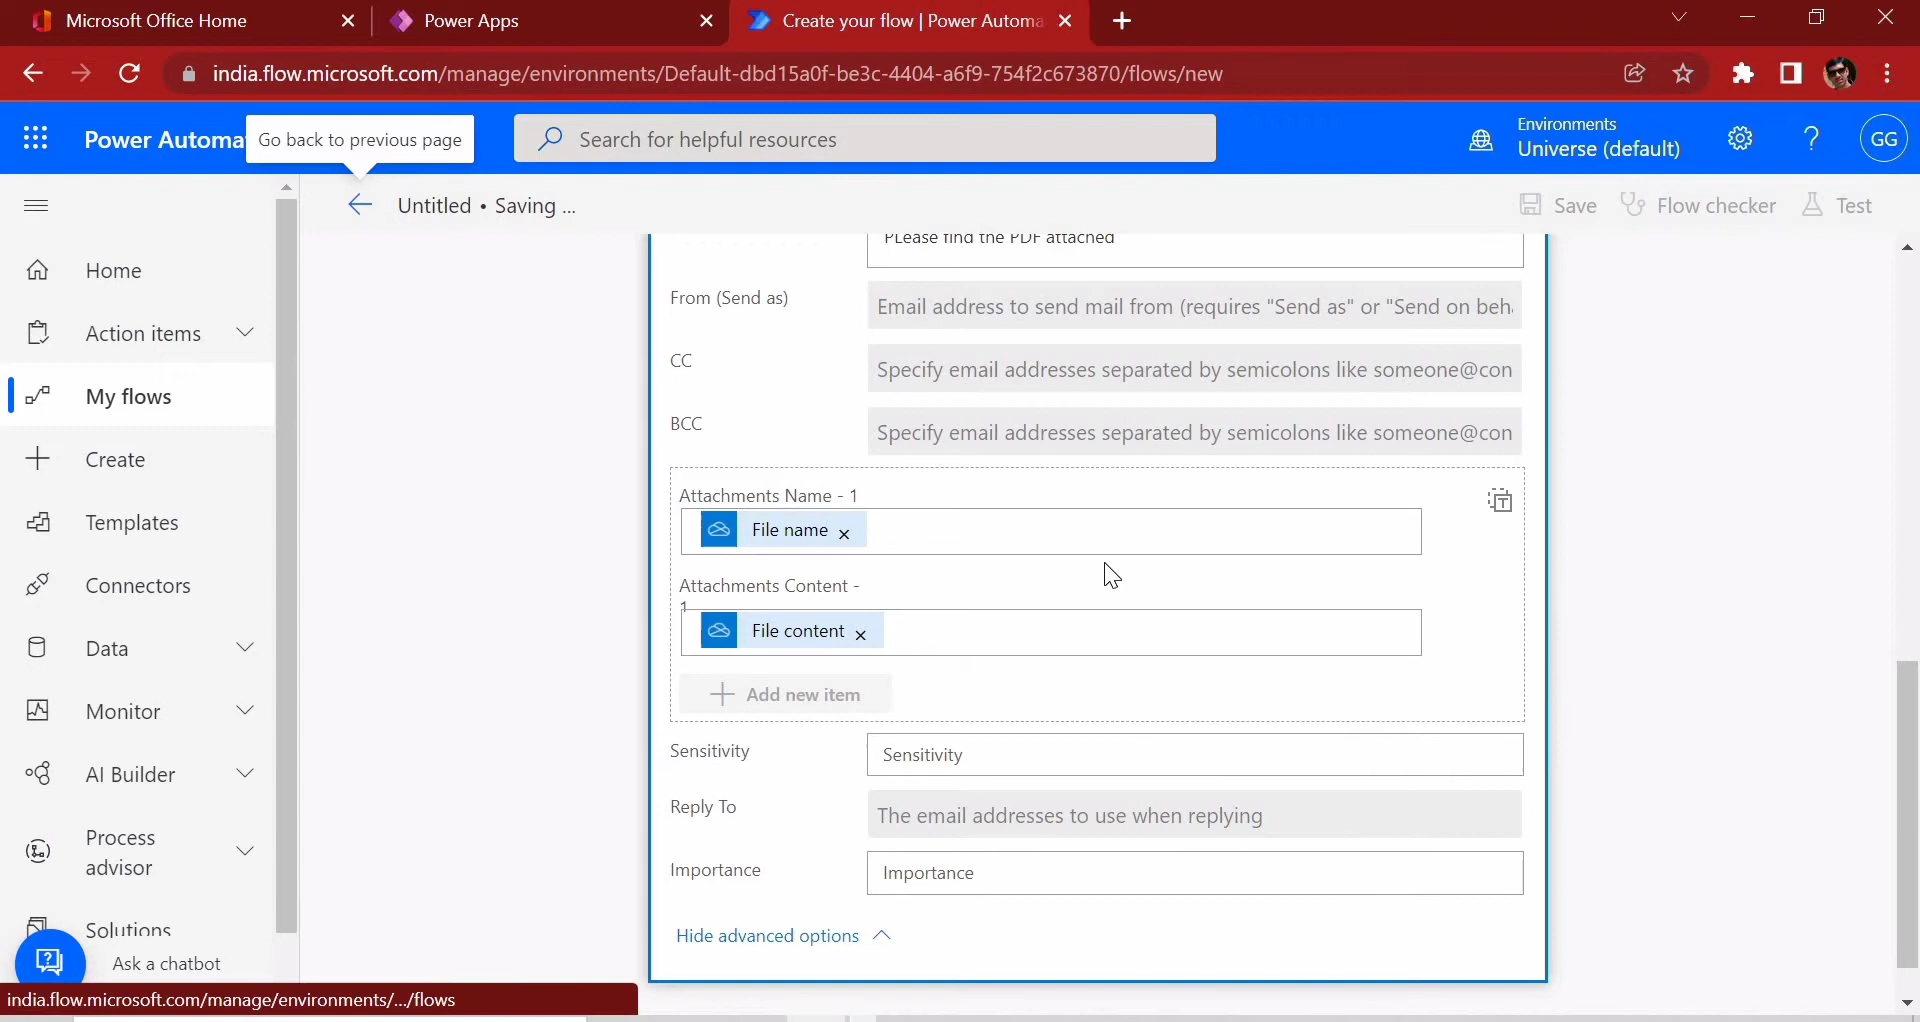 Microsoft Office Home
Power Apps
Create your flow | Power Automa
india.flow.microsoft.com/manage/environments/Default-dbd15a0f-be3c-4404-a6f9-754f2c673870/flows/new
Power Automa
Go back to previous page
Search for helpful resources
Environments
Universe (default)
GG
Untitled • Saving ...
Save
Flow checker
Test
Home
Action items
My flows
Create
Templates
Connectors
Data
Monitor
AI Builder
Process
advisor
Solutions
Ask a chatbot
india.flow.microsoft.com/manage/environments/.../flows
PLease find the PDF attached
From (Send as)
Email address to send mail from (requires "Send as" or "Send on beh
CC
Specify email addresses separated by semicolons like someone@con
BCC
Specify email addresses separated by semicolons like someone@con
Attachments Name - 1
File name
Attachments Content -
1
File content
Add new item
Sensitivity
Sensitivity
Reply To
The email addresses to use when replying
Importance
Importance
Hide advanced options